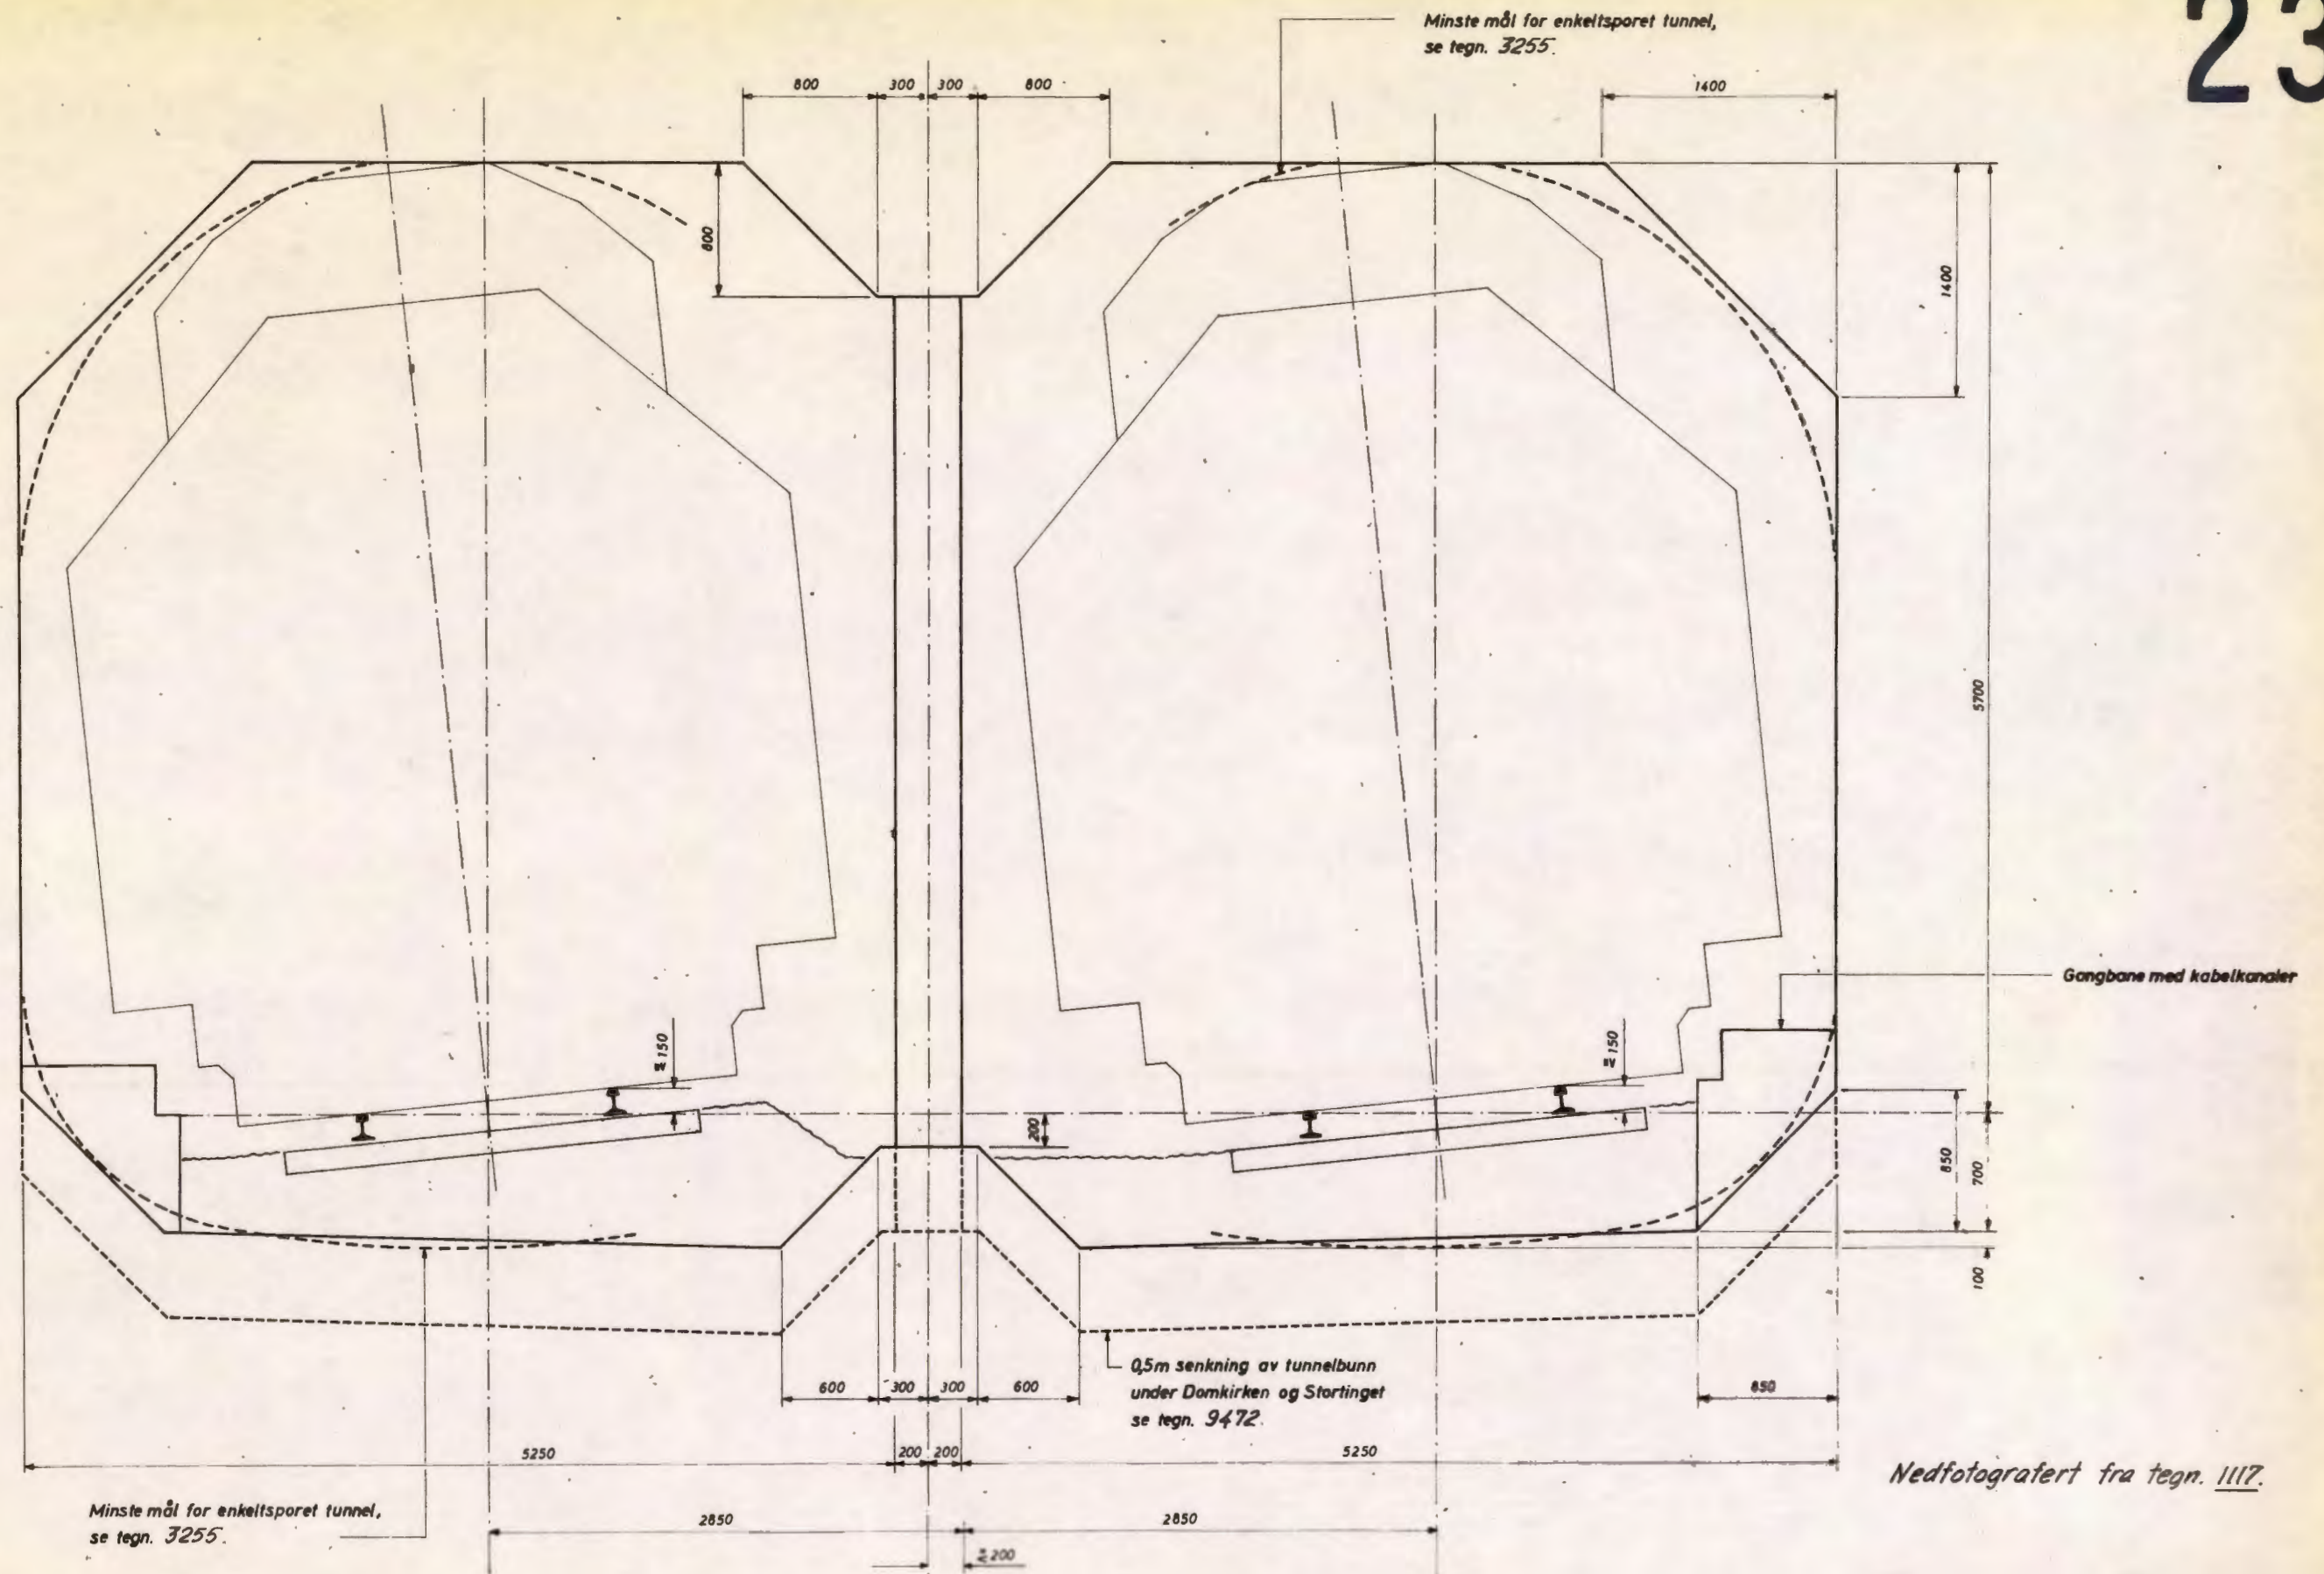 23
Minste mål for enkeltsporet tunnel,
se tegn. 3255.
800 300 300 800
1400
800
1400
5700
Gangbane med kabelkanaler
≅ 150
≅ 150
200
850
700
100
0,5m senkning av tunnelbunn
under Domkirken og Stortinget
se tegn. 9472.
600 300 300 600
850
5250
200 200
5250
Nedfotografert fra tegn. 1117.
Minste mål for enkeltsporet tunnel,
se tegn. 3255.
2850
2850
200